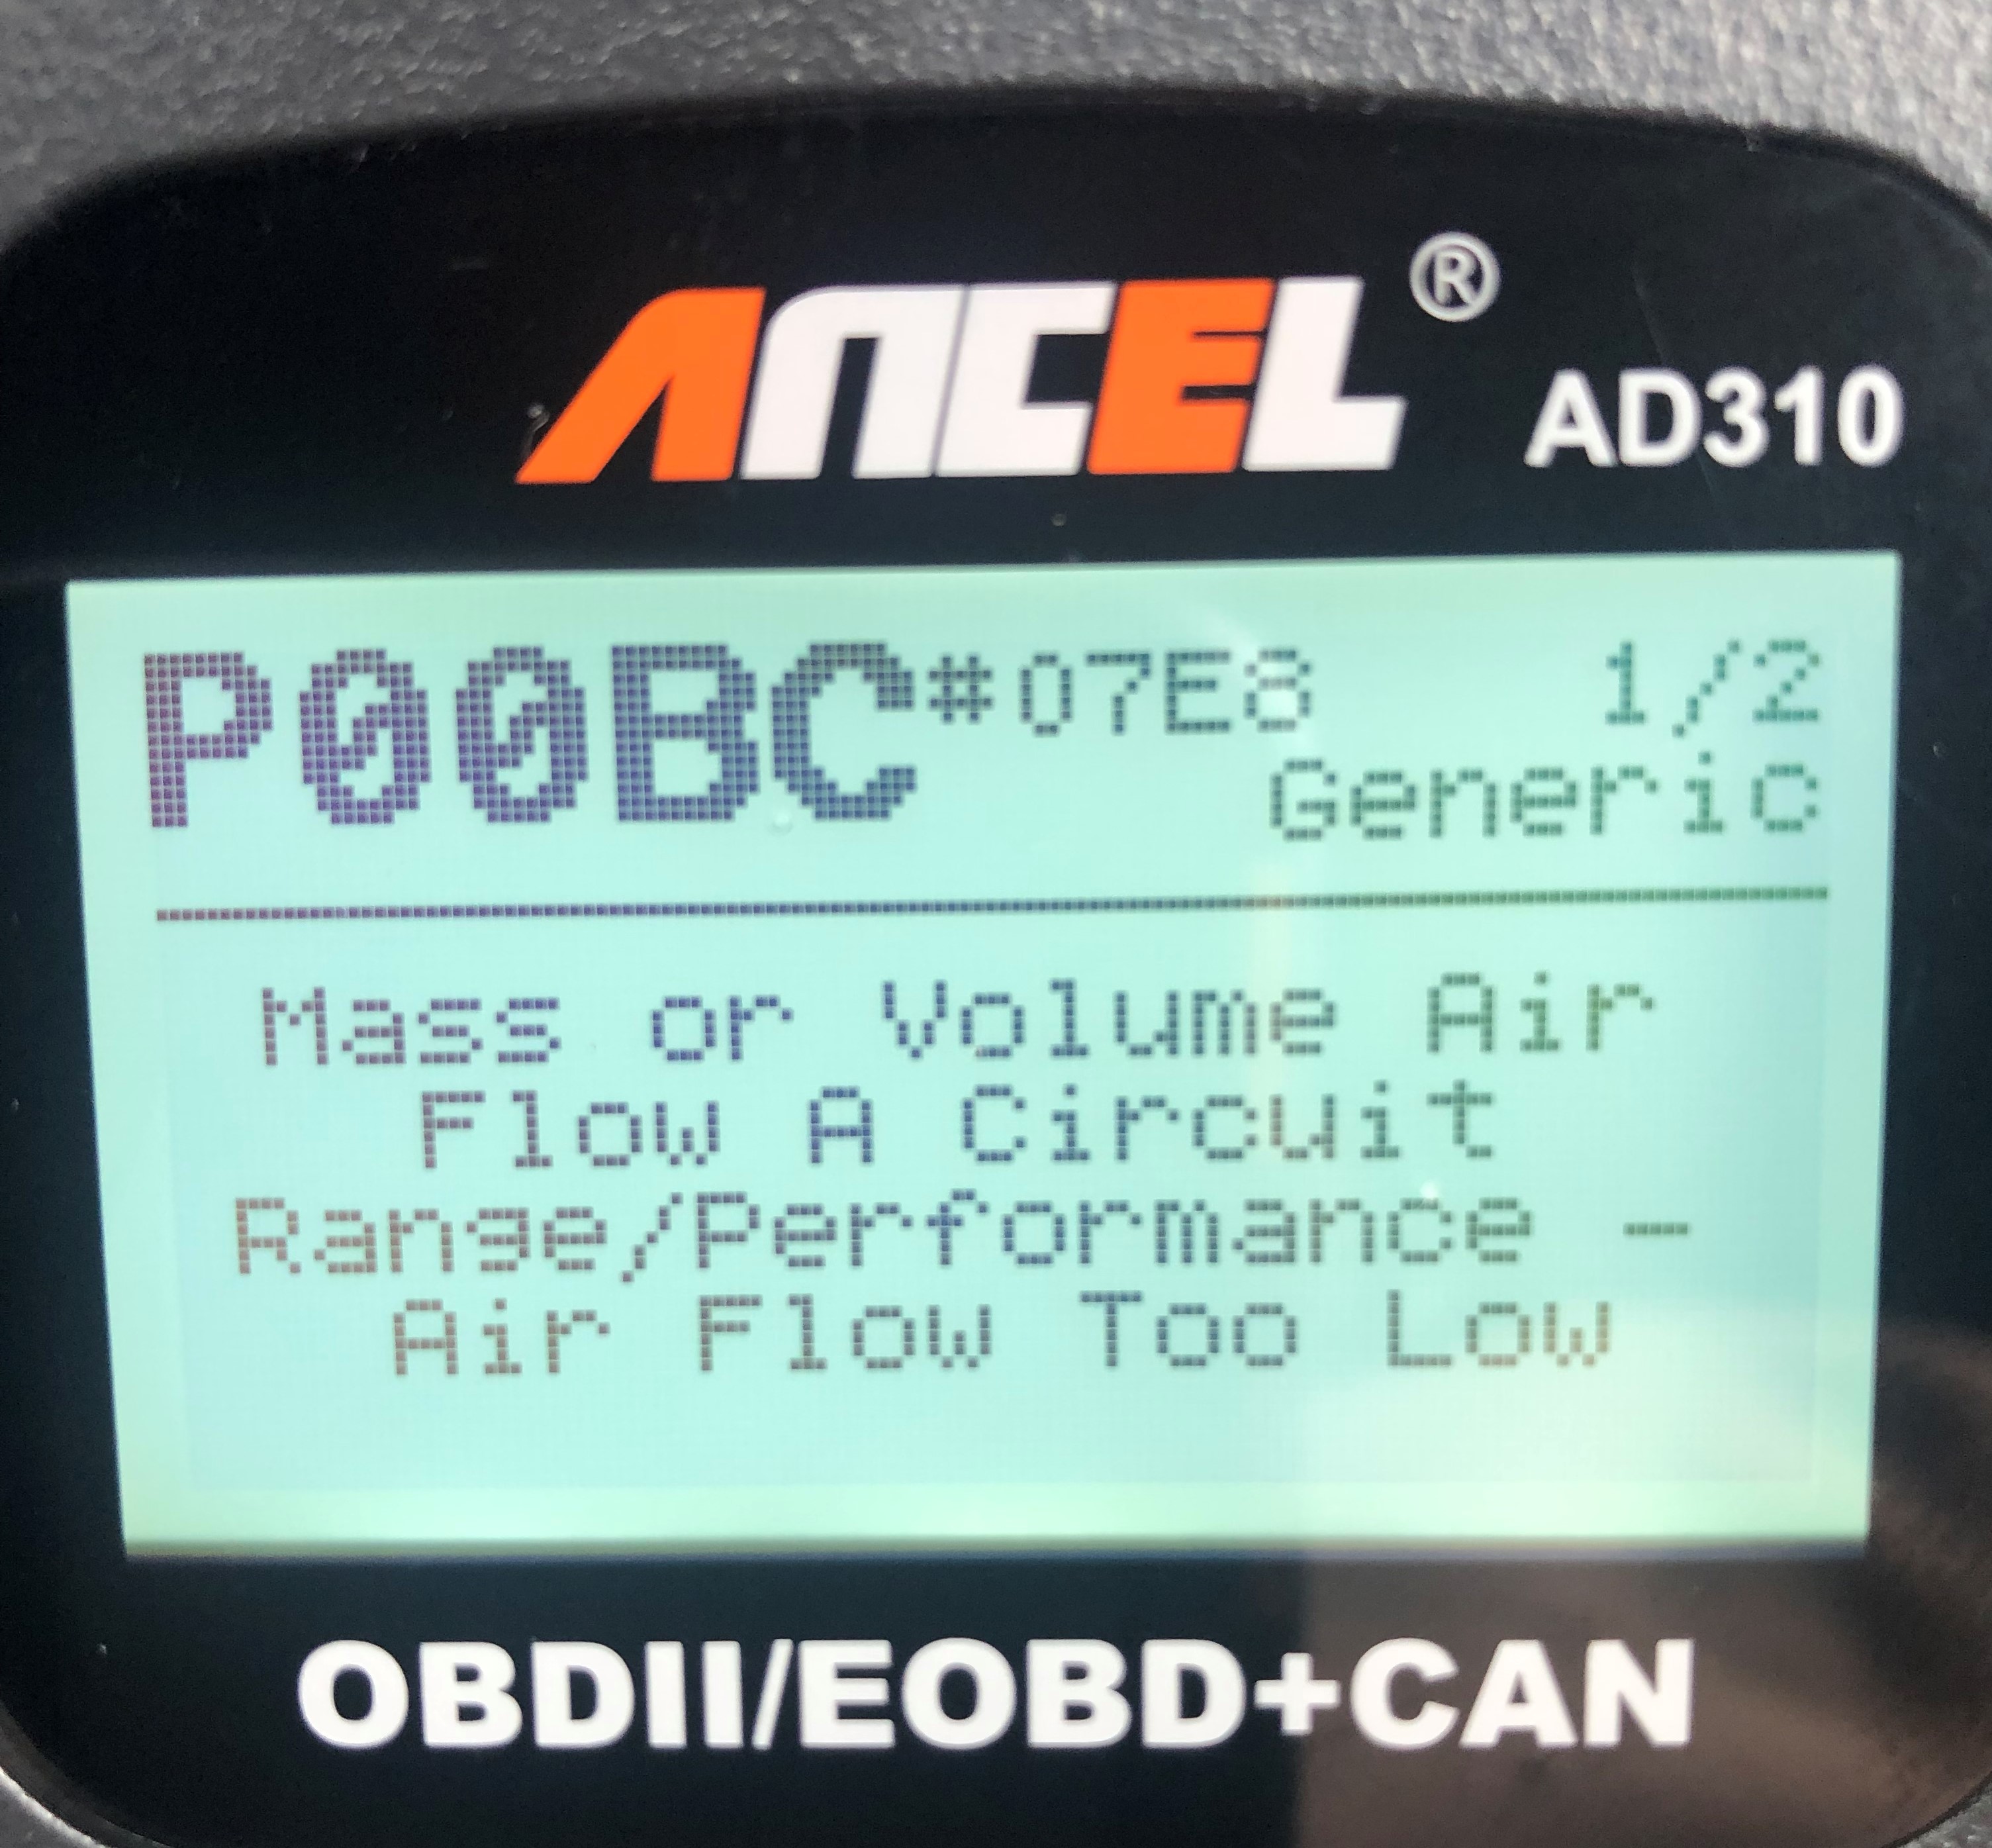 ANCEL® AD310
P00BC#07E8 1/2
Generic
Mass or Volume Air
Flow A Circuit
Range/Performance -
Air Flow Too Low
OBDII/EOBD+CAN